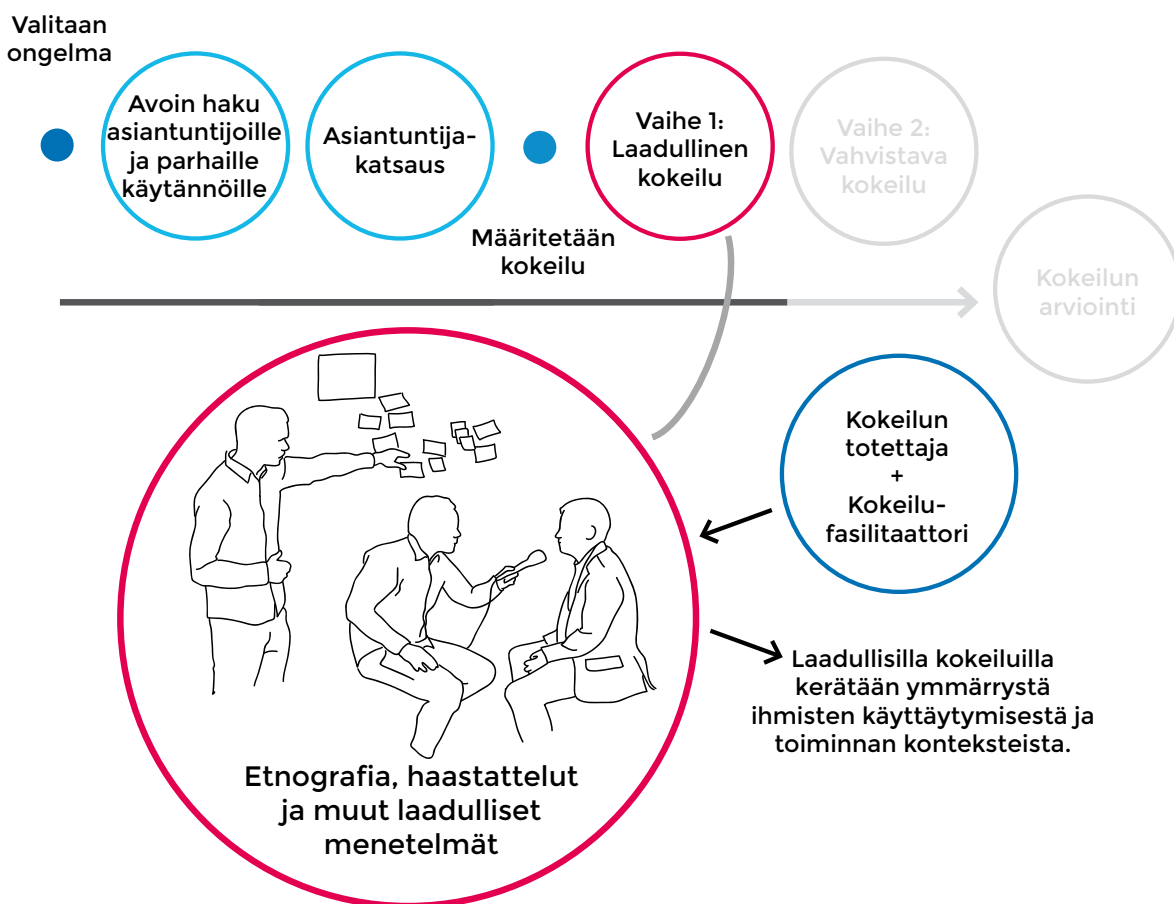 Valitaan
ongelma
Avoin haku
asiantuntijoille
ja parhaille
käytännöille
Asiantuntija-
katsaus
Määritetään
kokeilu
Vaihe 1:
Laadullinen
kokeilu
Vaihe 2:
Vahvistava
kokeilu
Kokeilun
arviointi
Kokeilun
totettaja
+
Kokeilu-
fasilitaattori
Laadullisilla kokeiluilla
kerätään ymmärrystä
ihmisten käyttäytymisestä ja
toiminnan konteksteista.
Etnografia, haastattelut
ja muut laadulliset
menetelmät